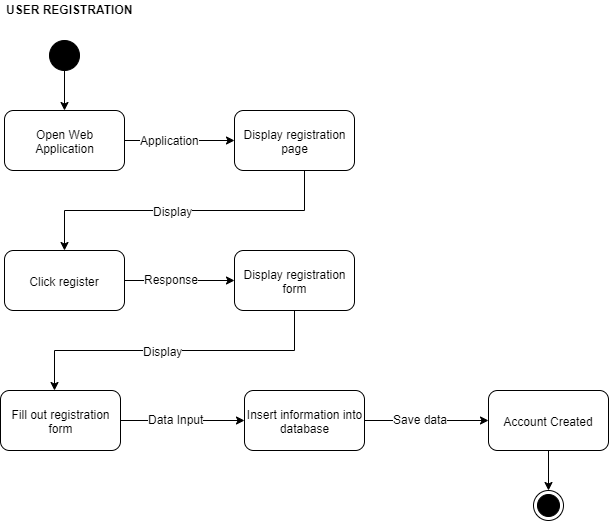 USER REGISTRATION
Open Web
Application
Application
Display registration
page
Display
Click register
Response
Display registration
form
Display
Fill out registration
form
Data Input
Insert information into
database
Save data
Account Created